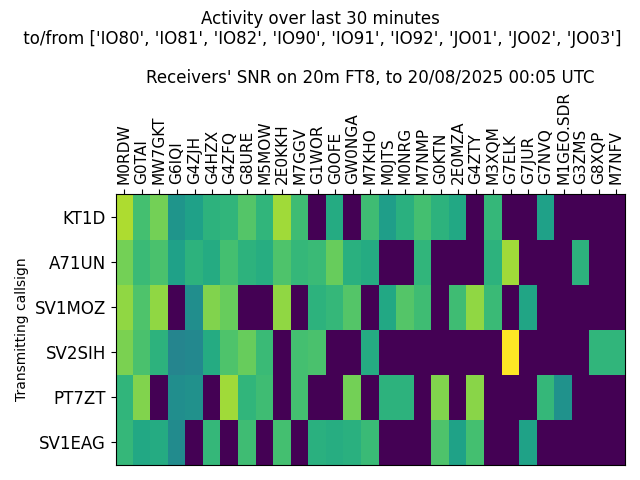 Activity over last 30 minutes
to/from ['IO80', 'IO81', 'IO82', 'IO90', 'IO91', 'IO92', 'JO01', 'JO02', 'JO03']
Receivers' SNR on 20m FT8, to 20/08/2025 00:05 UTC
M0RDW
G0TAI
MW7GKT
G6IQI
G4ZJH
G4HZX
G4ZFQ
G8URE
M5MOW
2E0KKH
M7GGV
G1WOR
G0OFE
GW0NGA
M7KHO
M0JTS
M0NRG
M7NMP
G0KTN
2E0MZA
G4ZTY
M3XQM
G7ELK
G7JUR
G7NVQ
M1GEO.SDR
G3ZMS
G8XQP
M7NFV
Transmitting callsign
KT1D
A71UN
SV1MOZ
SV2SIH
PT7ZT
SV1EAG